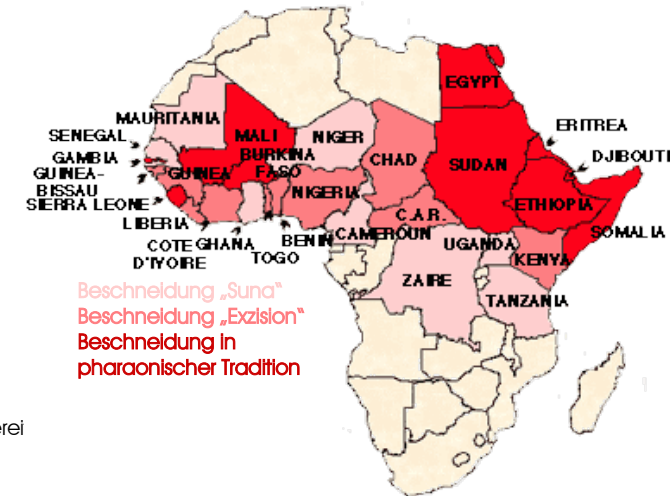 EGYPT
MAURITANIA
SENEGAL
GAMBIA
GUINEA-
BISSAU
SIERRA LEONE
LIBERIA
COTE
D'IVOIRE
GHANA
TOGO
BENIN
MALI
BURKINA
FASO
GUINEA
NIGER
NIGERIA
CHAD
SUDAN
ERITREA
DJIBOUTI
ETHIOPIA
SOMALIA
C.A.R.
CAMEROUN
UGANDA
KENYA
ZAIRE
TANZANIA
Beschneidung „Suna“
Beschneidung „Exzision“
Beschneidung in
pharaonischer Tradition
erei